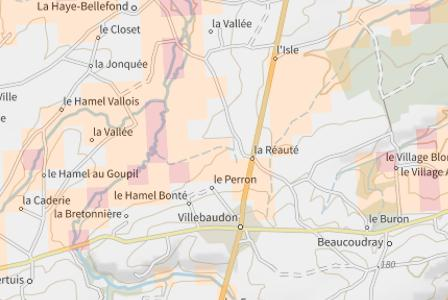 La Haye-Bellefond
la Vallée
le Closet
l'Isle
la Jonquée
Ville
le Hamel Vallois
la Vallée
la Réauté
le Village Blo
le Village A
le Hamel au Goupil
le Perron
la Caderie
le Hamel Bonté
la Bretonnière
Villebaudon
le Buron
Beaucoudray
180
ertuis